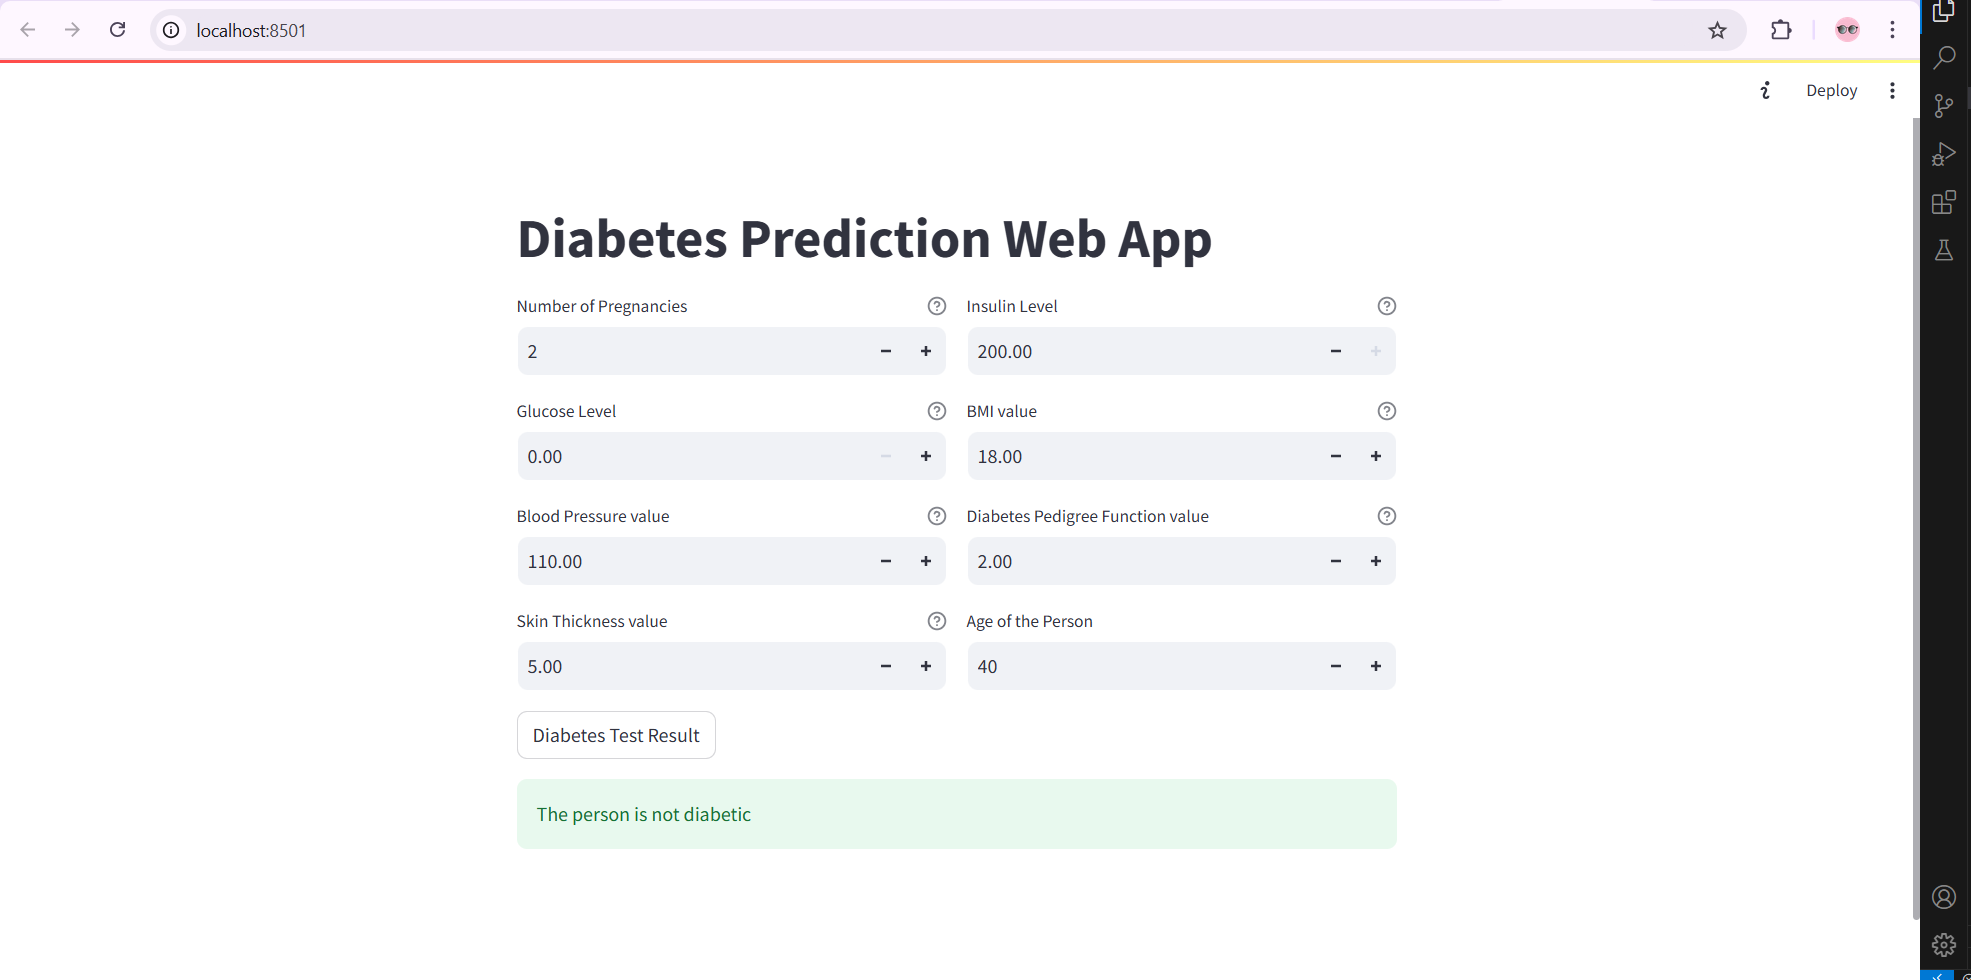 localhost:8501
Deploy
Diabetes Prediction Web App
Number of Pregnancies
2
Glucose Level
0.00
Blood Pressure value
110.00
Skin Thickness value
5.00
Insulin Level
200.00
BMI value
18.00
Diabetes Pedigree Function value
2.00
Age of the Person
40
Diabetes Test Result
The person is not diabetic